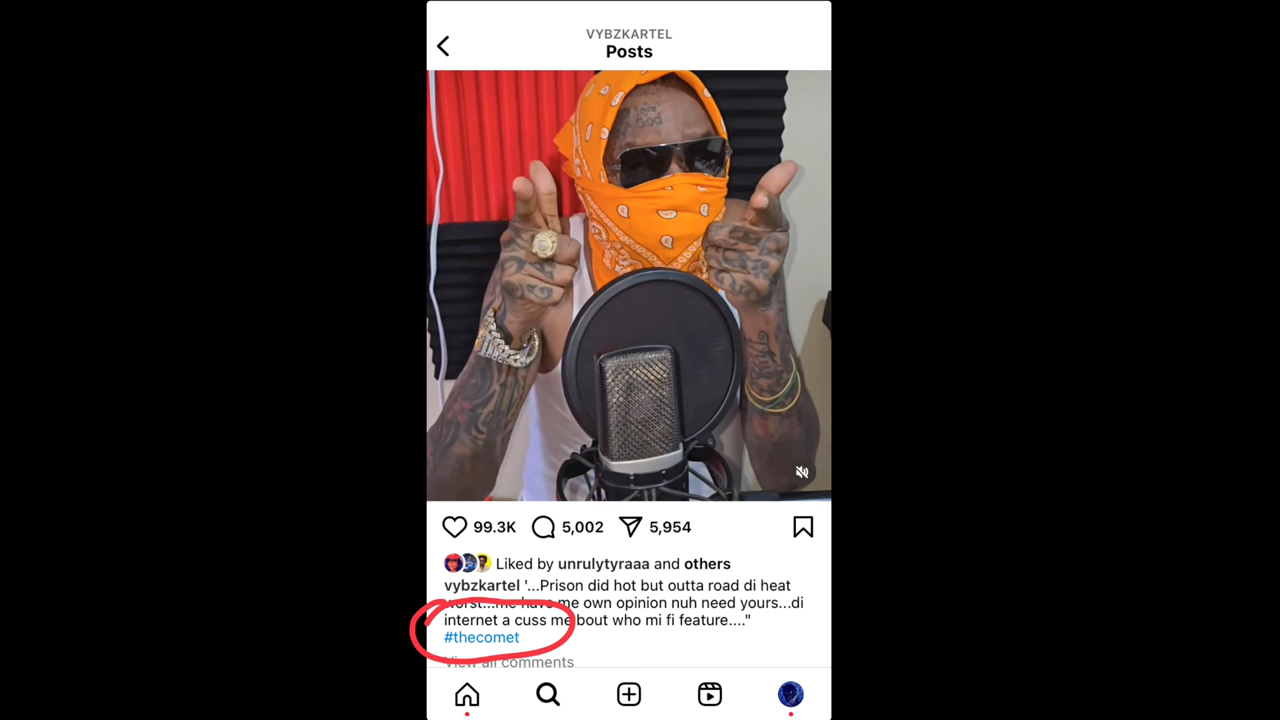 VYBZKARTEL
Posts
God
99.3K 5,002 5,954
Liked by unrulytyraaa and others
vybzkartel '...Prison did hot but outta road di heat
worst...me have me own opinion nuh need yours...di
internet a cuss me bout who mi fi feature...."
#thecomet
View all comments